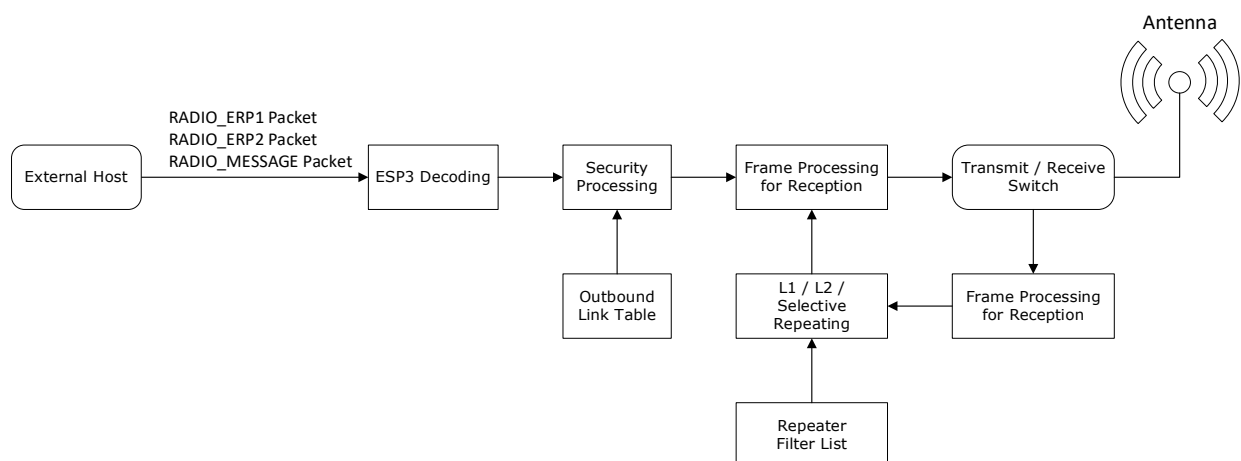 Antenna
RADIO_ERP1 Packet
RADIO_ERP2 Packet
RADIO_MESSAGE Packet
External Host
ESP3 Decoding
Security
Processing
Frame Processing
for Reception
Transmit / Receive
Switch
Outbound
Link Table
L1 / L2 /
Selective
Repeating
Frame Processing
for Reception
Repeater
Filter List